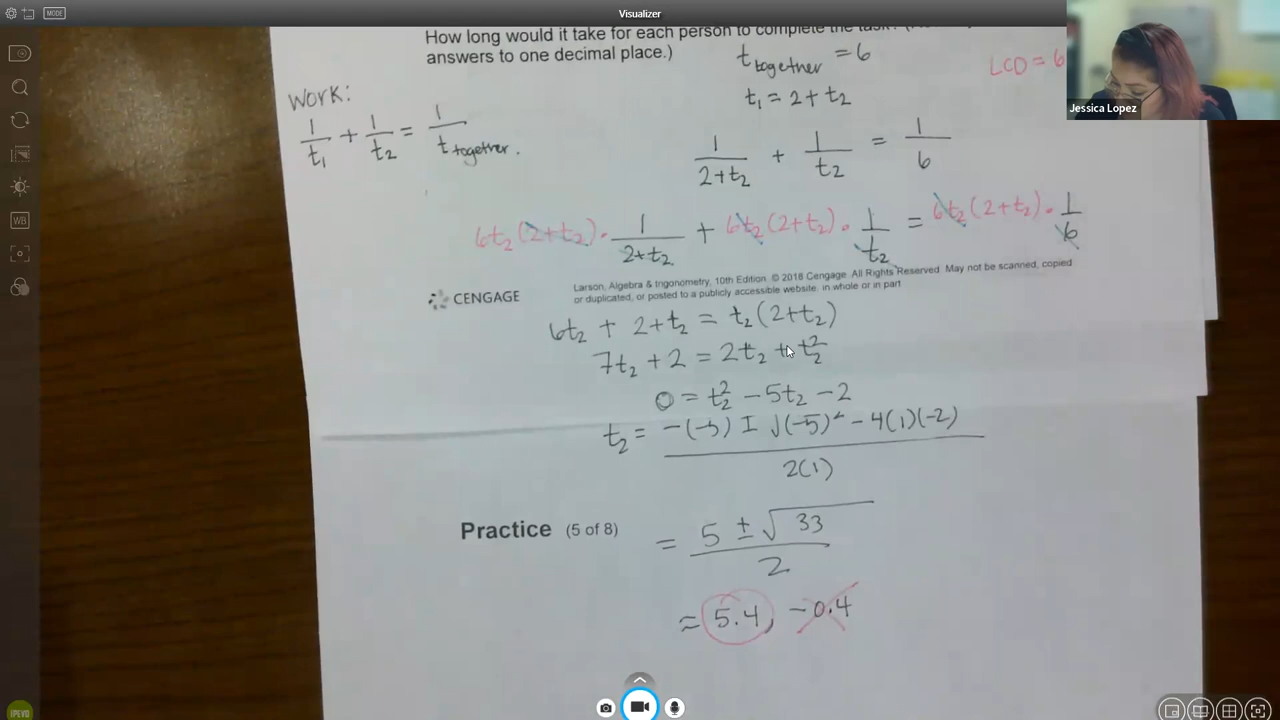 MODE
Visualizer
How long would it take for each person to complete the task?
answers to one decimal place.)
t together = 6
LCD = 6
t₁ = 2 + t₂
Jessica Lopez
Work:
1/t₁ + 1/t₂ = 1/t together.
1/(2+t₂) + 1/t₂ = 1/6
6t₂(2+t₂)· 1/(2+t₂) + 6t₂(2+t₂)· 1/t₂ = 6t₂(2+t₂)· 1/6
Larson, Algebra & trigonometry, 10th Edition. © 2018 Cengage. All Rights Reserved. May not be scanned, copied
CENGAGE or duplicated, or posted to a publicly accessible website, in whole or in part
6t₂ + 2+t₂ = t₂(2+t₂)
7t₂ + 2 = 2t₂ + t₂²
0 = t₂² − 5t₂ − 2
t₂ = (−(−5) ± √(−5)² − 4(1)(−2)) / 2(1)
Practice (5 of 8)
= (5 ± √33) / 2
≈ 5.4, −0.4
WB
IPEVO